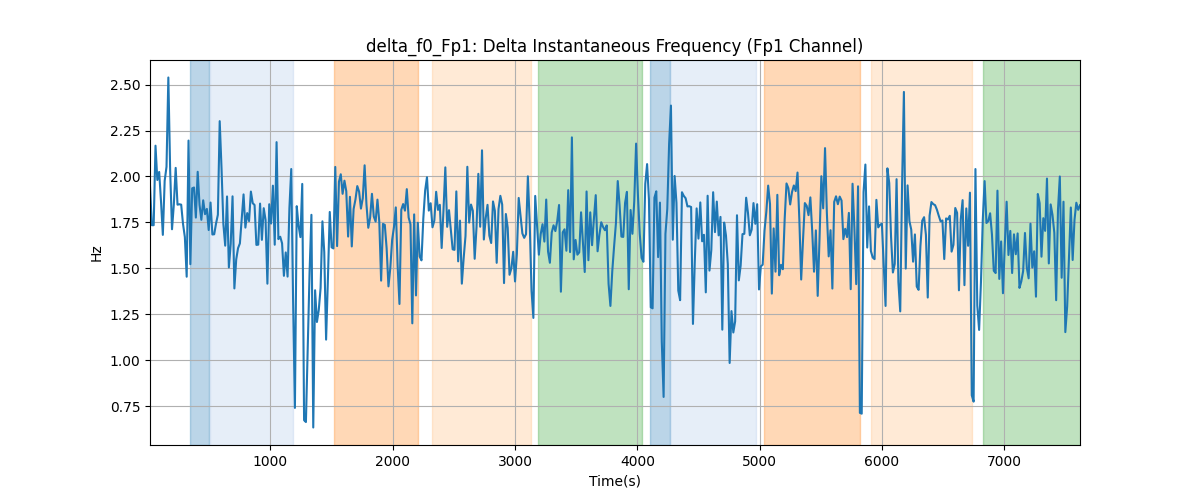 delta_f0_Fp1: Delta Instantaneous Frequency (Fp1 Channel)
2.50
2.25
2.00
1.75
1.50
1.25
1.00
0.75
Hz
1000 2000 3000 4000 5000 6000 7000
Time(s)